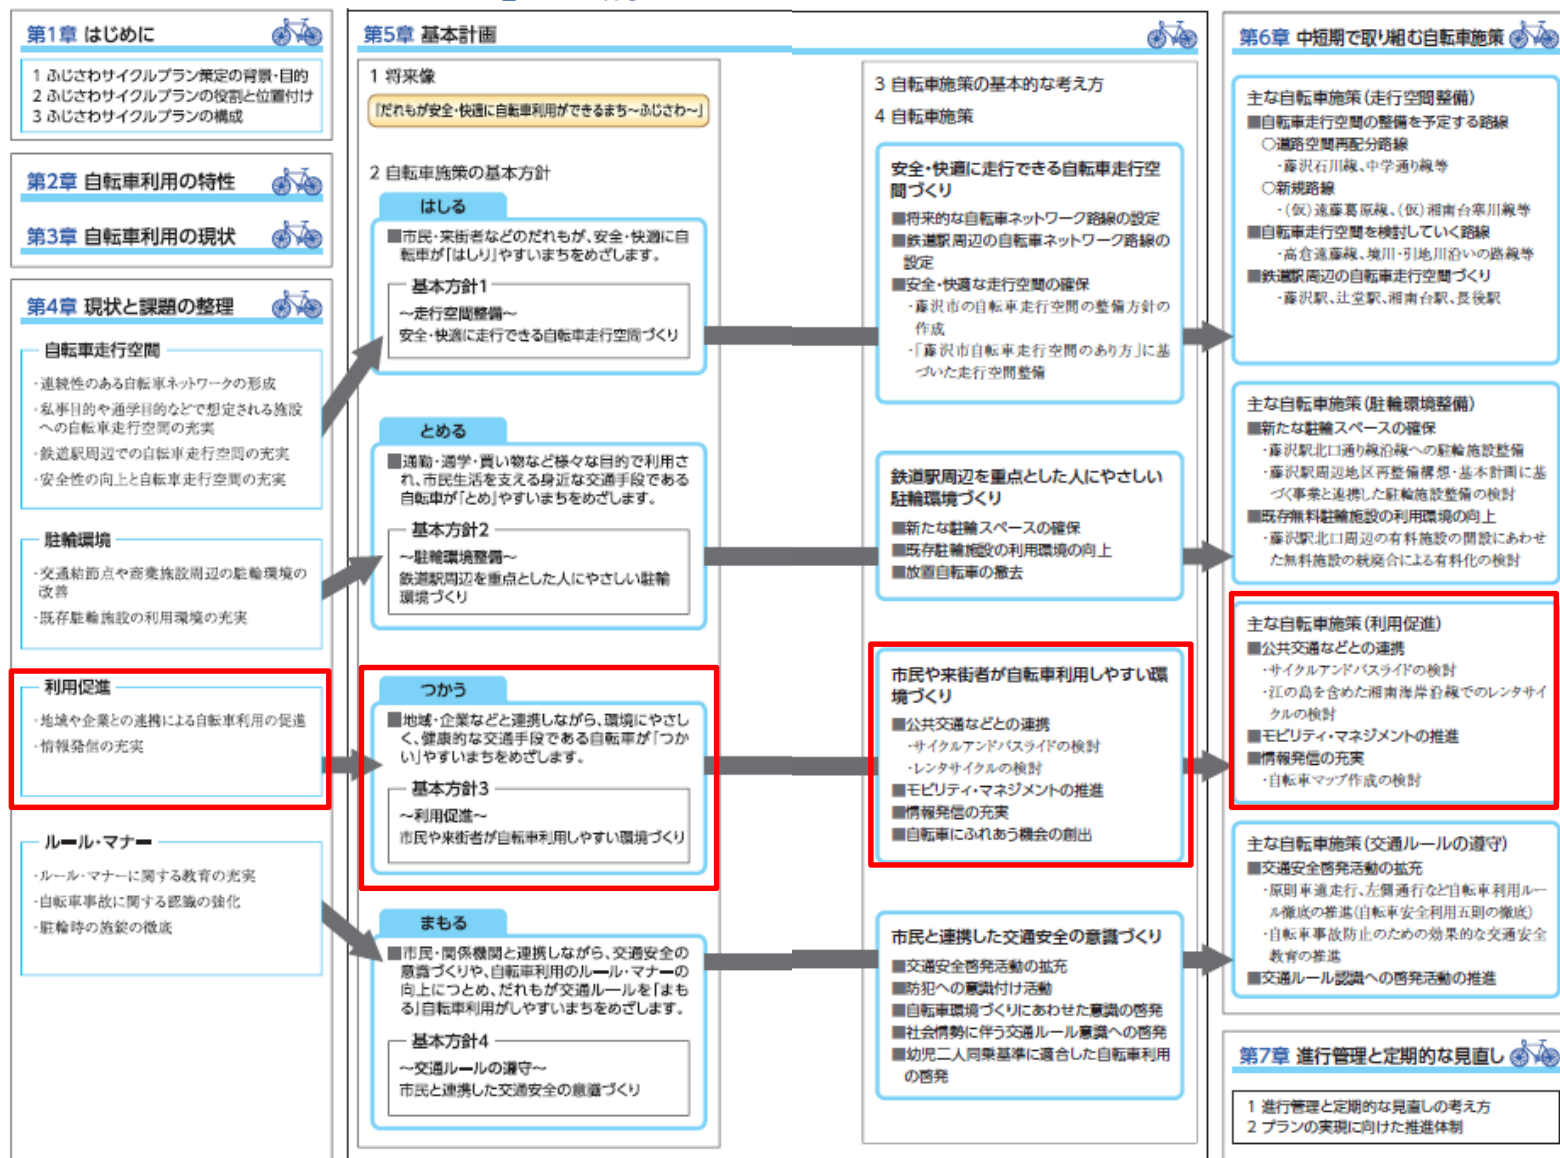 第1章 はじめに
1 ふじさわサイクルプラン策定の背景・目的
2 ふじさわサイクルプランの役割と位置付け
3 ふじさわサイクルプランの構成
第2章 自転車利用の特性
第3章 自転車利用の現状
第4章 現状と課題の整理
自転車走行空間
・連続性のある自転車ネットワークの形成
・私事目的や通学目的などで想定される施設
への自転車走行空間の充実
・鉄道駅周辺での自転車走行空間の充実
・安全性の向上と自転車走行空間の充実
駐輪環境
・交通結節点や商業施設周辺の駐輪環境の
改善
・既存駐輪施設の利用環境の充実
利用促進
・地域や企業との連携による自転車利用の促進
・情報発信の充実
ルール・マナー
・ルール・マナーに関する教育の充実
・自転車事故に関する認識の強化
・駐輪時の施錠の徹底
第5章 基本計画
1 将来像
「だれもが安全・快適に自転車利用ができるまち～ふじさわ～」
2 自転車施策の基本方針
はしる
■市民・来街者などのだれもが、安全・快適に自
転車が「はしり」やすいまちをめざします。
基本方針1
～走行空間整備～
安全・快適に走行できる自転車走行空間づくり
とめる
■通勤・通学・買い物など様々な目的で利用さ
れ、市民生活を支える身近な交通手段である
自転車が「とめ」やすいまちをめざします。
基本方針2
～駐輪環境整備～
鉄道駅周辺を重点とした人にやさしい駐輪
環境づくり
つかう
■地域・企業などと連携しながら、環境にやさし
く、健康的な交通手段である自転車が「つか
い」やすいまちをめざします。
基本方針3
～利用促進～
市民や来街者が自転車利用しやすい環境づくり
まもる
■市民・関係機関と連携しながら、交通安全の
意識づくりや、自転車利用のルール・マナーの
向上につとめ、だれもが交通ルールを「まも
る」自転車利用がしやすいまちをめざします。
基本方針4
～交通ルールの遵守～
市民と連携した交通安全の意識づくり
3 自転車施策の基本的な考え方
4 自転車施策
安全・快適に走行できる自転車走行空
間づくり
■将来的な自転車ネットワーク路線の設定
■鉄道駅周辺の自転車ネットワーク路線の
設定
■安全・快適な走行空間の確保
・藤沢市の自転車走行空間の整備方針の
作成
・「藤沢市自転車走行空間のあり方」に基
づいた走行空間整備
鉄道駅周辺を重点とした人にやさしい
駐輪環境づくり
■新たな駐輪スペースの確保
■既存駐輪施設の利用環境の向上
■放置自転車の撤去
市民や来街者が自転車利用しやすい環
境づくり
■公共交通などとの連携
・サイクルアンドバスライドの検討
・レンタサイクルの検討
■モビリティ・マネジメントの推進
■情報発信の充実
■自転車にふれあう機会の創出
市民と連携した交通安全の意識づくり
■交通安全啓発活動の拡充
■防犯への意識付け活動
■自転車環境づくりにあわせた意識の啓発
■社会情勢に伴う交通ルール意識への啓発
■幼児二人同乗基準に適合した自転車利用
の啓発
第6章 中短期で取り組む自転車施策
主な自転車施策(走行空間整備)
■自転車走行空間の整備を予定する路線
○道路空間再配分路線
・藤沢石川線、中学通り線等
○新規路線
・(仮)遠藤葛原線、(仮)湘南台寒川線等
■自転車走行空間を検討していく路線
・高倉遠藤線、境川・引地川沿いの路線等
■鉄道駅周辺の自転車走行空間づくり
・藤沢駅、辻堂駅、湘南台駅、長後駅
主な自転車施策(駐輪環境整備)
■新たな駐輪スペースの確保
・藤沢駅北口通り線沿線への駐輪施設整備
・藤沢駅周辺地区再整備構想・基本計画に基
づく事業と連携した駐輪施設整備の検討
■既存無料駐輪施設の利用環境の向上
・藤沢駅北口周辺の有料施設の開設にあわせ
た無料施設の統廃合による有料化の検討
主な自転車施策(利用促進)
■公共交通などとの連携
・サイクルアンドバスライドの検討
・江の島を含めた湘南海岸沿線でのレンタサイ
クルの検討
■モビリティ・マネジメントの推進
■情報発信の充実
・自転車マップ作成の検討
主な自転車施策(交通ルールの遵守)
■交通安全啓発活動の拡充
・原則車道走行、左側通行など自転車利用ルー
ル徹底の推進(自転車安全利用五則の徹底)
・自転車事故防止のための効果的な交通安全
教育の推進
■交通ルール認識への啓発活動の推進
第7章 進行管理と定期的な見直し
1 進行管理と定期的な見直しの考え方
2 プランの実現に向けた推進体制